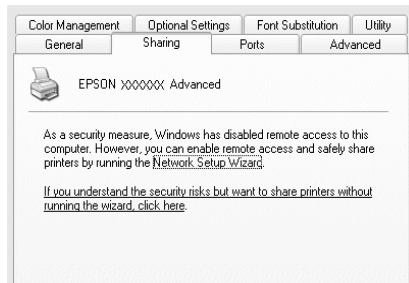 Color Management Optional Settings Font Substitution Utility
General Sharing Ports Advanced
EPSON XXXXXX Advanced
As a security measure, Windows has disabled remote access to this
computer. However, you can enable remote access and safely share
printers by running the Network Setup Wizard.
If you understand the security risks but want to share printers without
running the wizard, click here.